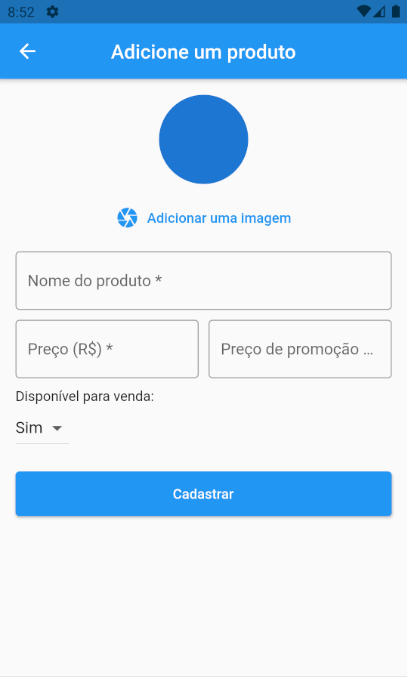 8:52
Adicione um produto
Adicionar uma imagem
Nome do produto *
Preço (R$) *
Preço de promoção ...
Disponível para venda:
Sim
Cadastrar